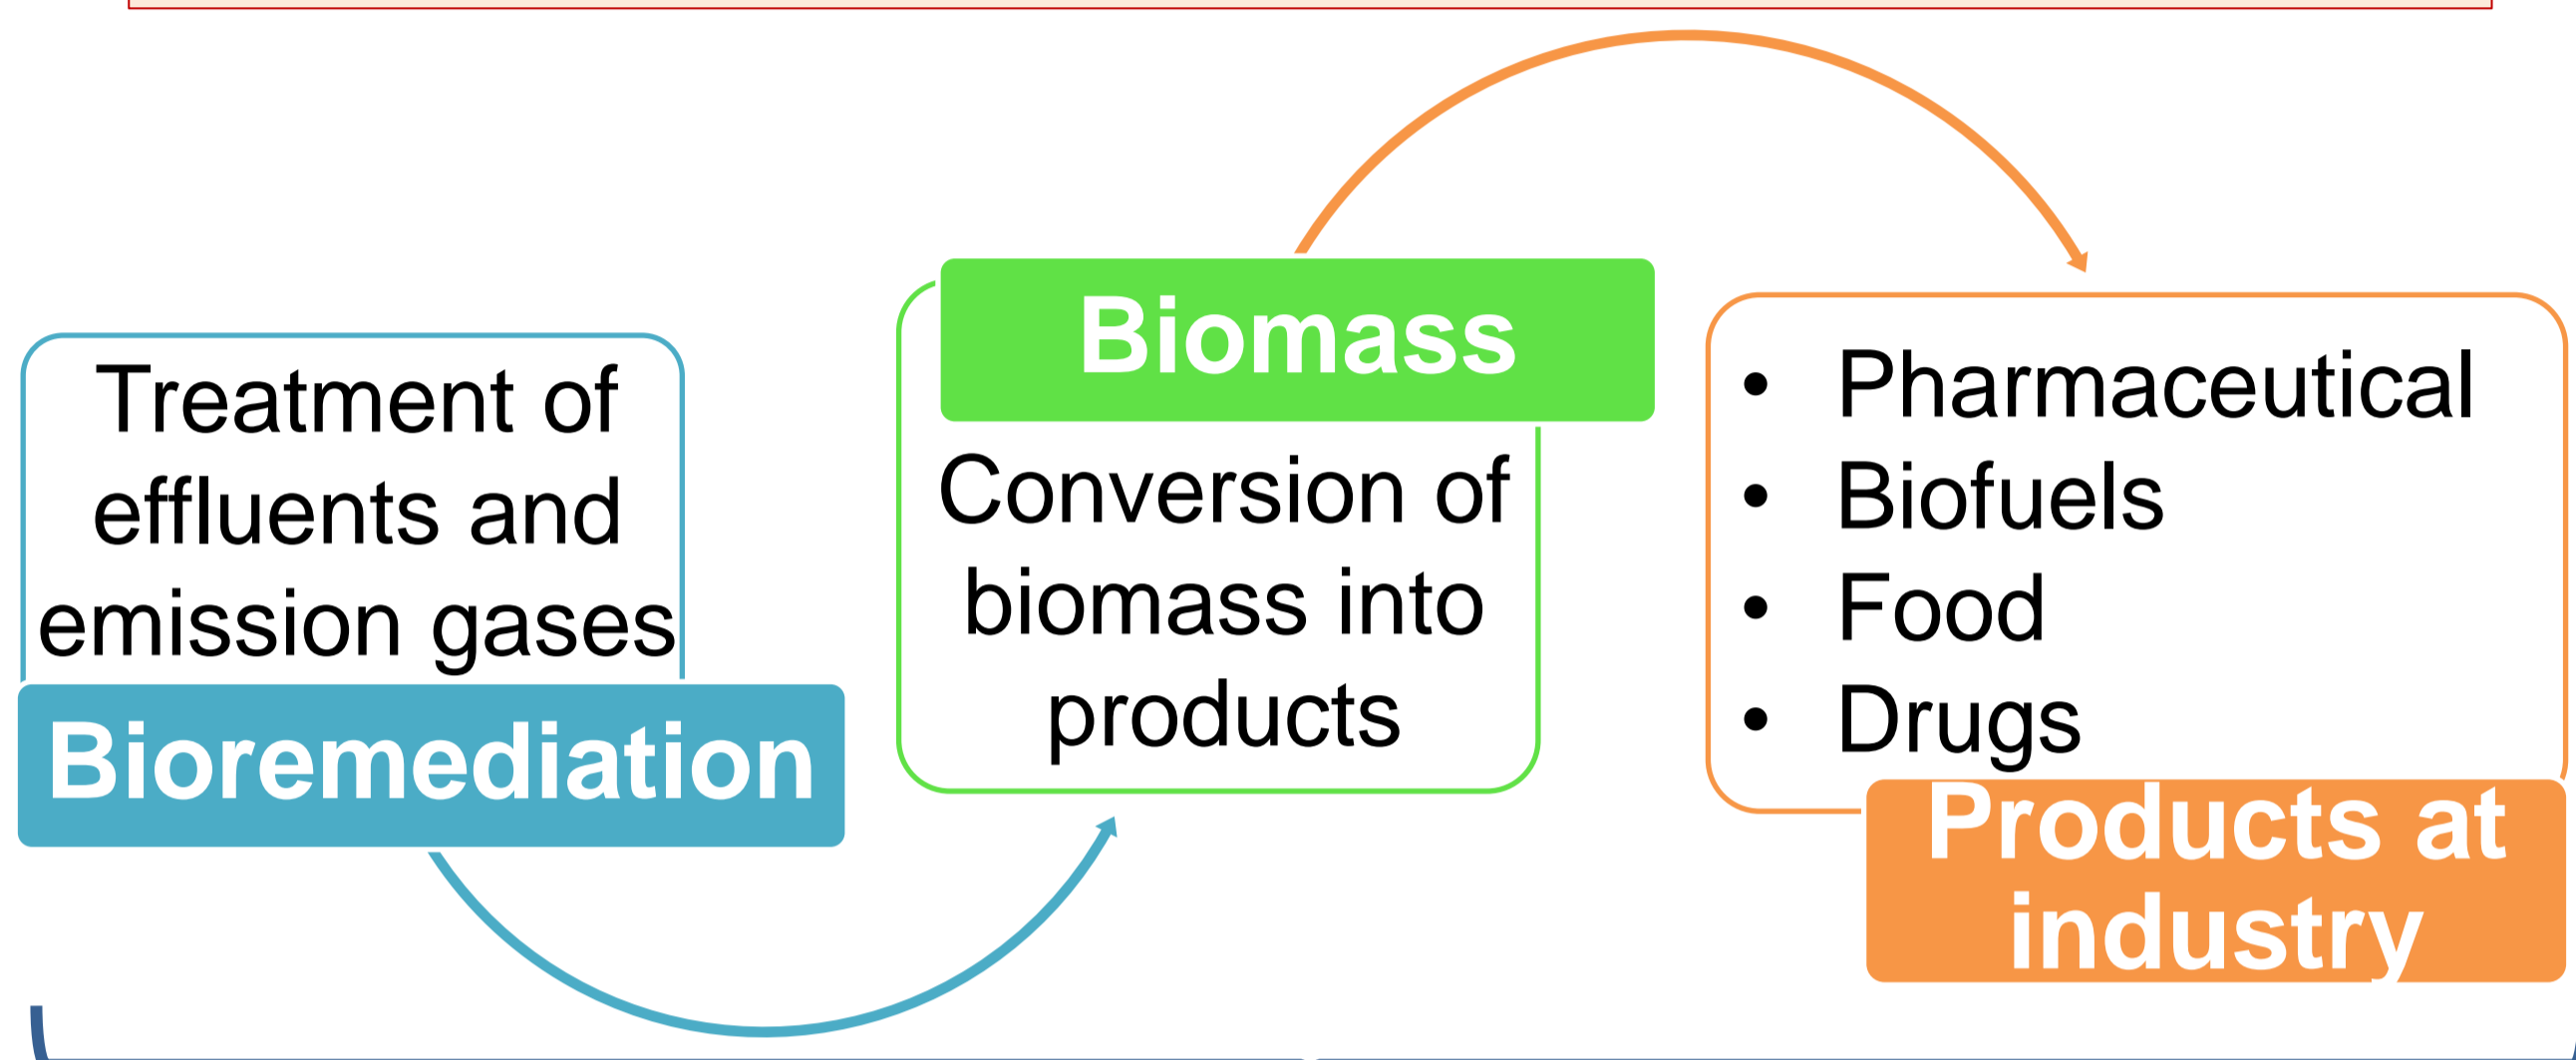 Treatment of
effluents and
emission gases
Bioremediation
Biomass
Conversion of
biomass into
products
• Pharmaceutical
• Biofuels
• Food
• Drugs
Products at
industry